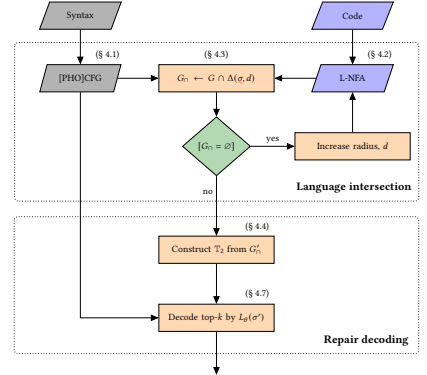 Syntax
Code
(§ 4.1)
(§ 4.3)
(§ 4.2)
[PHO]CFG
G∩ ← G ∩ Δ(σ, d)
L-NFA
[G∩ = ∅]
yes
Increase radius, d
no
Language intersection
(§ 4.4)
Construct 𝕋₂ from G′∩
(§ 4.7)
Decode top-k by Lθ(σ′)
Repair decoding